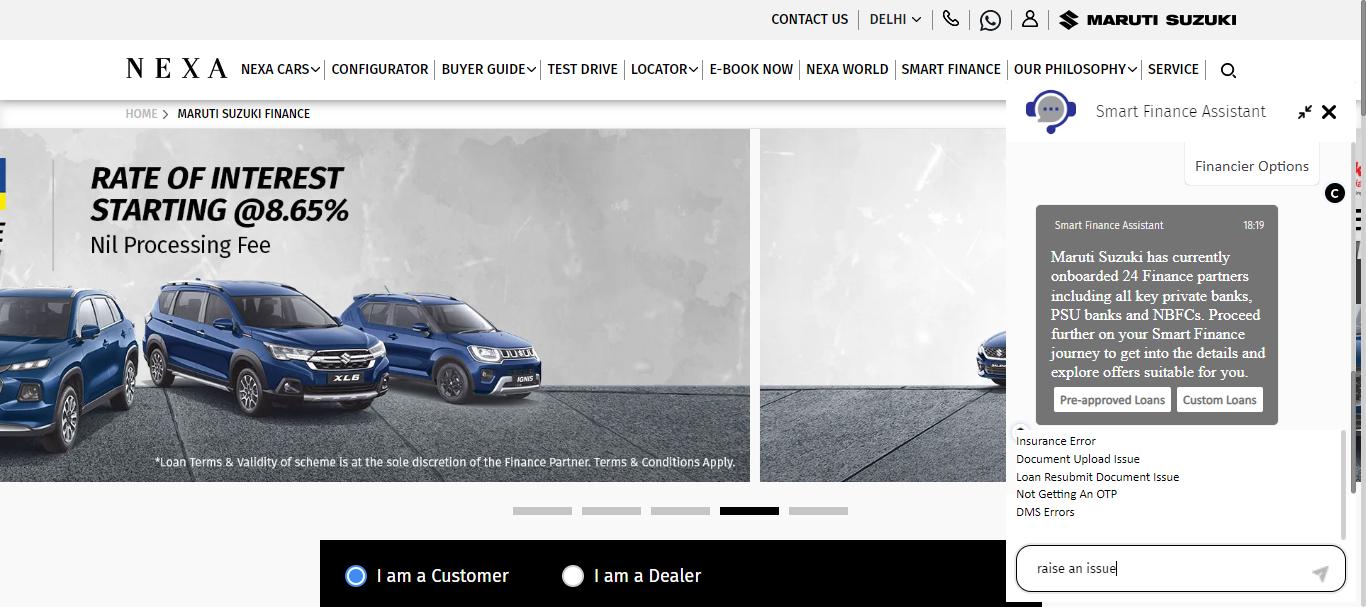 CONTACT US
DELHI
MARUTI SUZUKI
NEXA
NEXA CARS
CONFIGURATOR
BUYER GUIDE
TEST DRIVE
LOCATOR
E-BOOK NOW
NEXA WORLD
SMART FINANCE
OUR PHILOSOPHY
SERVICE
HOME
MARUTI SUZUKI FINANCE
RATE OF INTEREST
STARTING @8.65%
Nil Processing Fee
XL6
IGNIS
*Loan Terms & Validity of scheme is at the sole discretion of the Finance Partner. Terms & Conditions Apply.
I am a Customer
I am a Dealer
Smart Finance Assistant
Financier Options
C
Smart Finance Assistant 18:19
Maruti Suzuki has currently
onboarded 24 Finance partners
including all key private banks,
PSU banks and NBFCs. Proceed
further on your Smart Finance
journey to get into the details and
explore offers suitable for you.
Pre-approved Loans
Custom Loans
Insurance Error
Document Upload Issue
Loan Resubmit Document Issue
Not Getting An OTP
DMS Errors
raise an issue